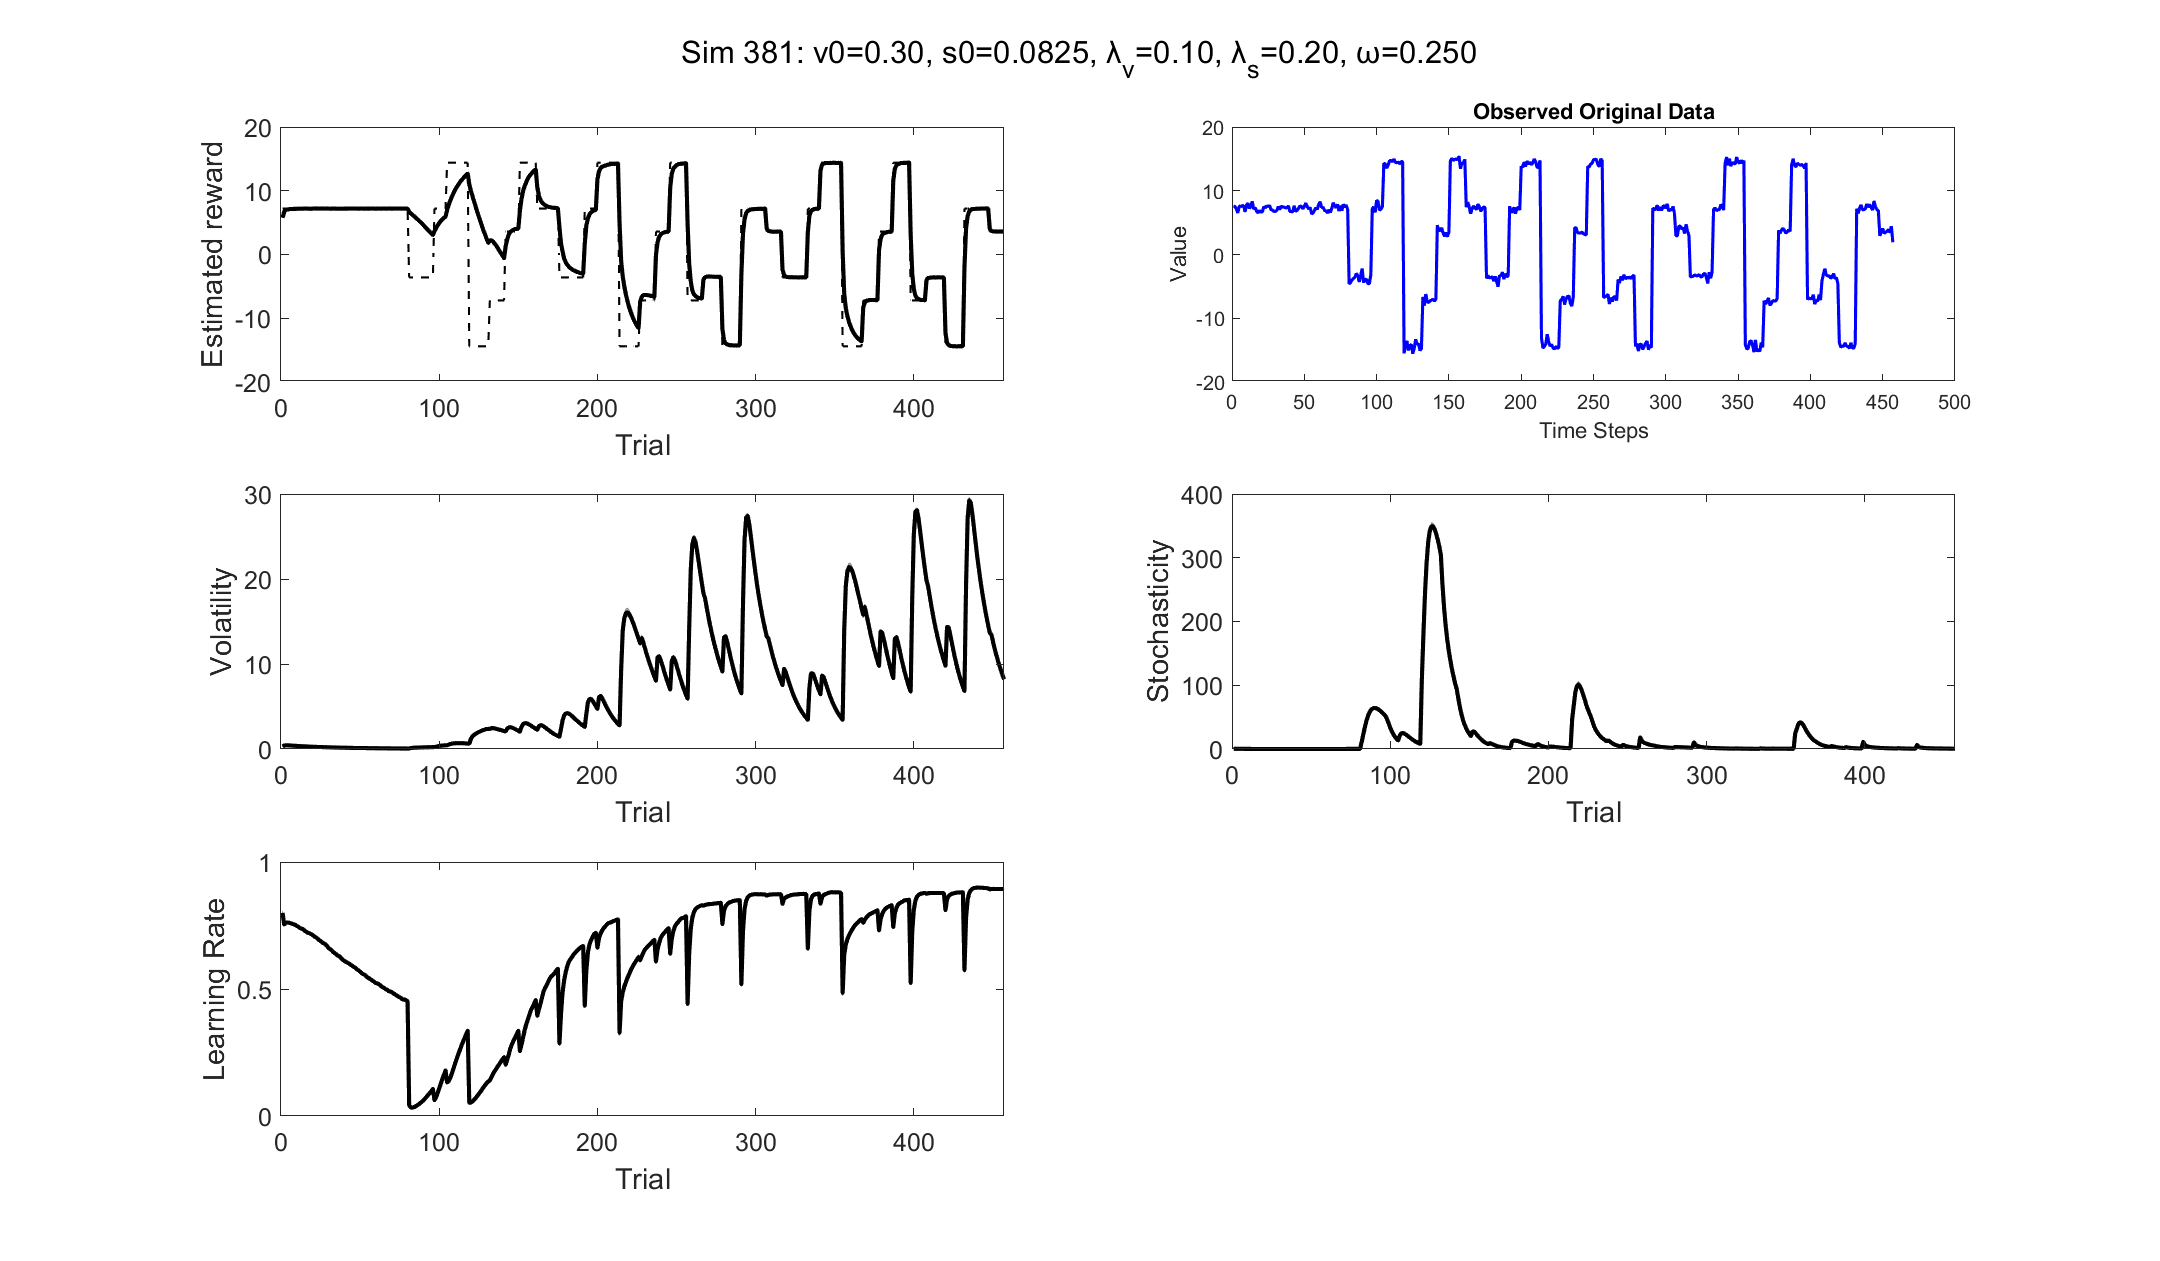 Sim 381: v0=0.30, s0=0.0825, λv=0.10, λs=0.20, ω=0.250
20
10
0
-10
-20
Estimated reward
0 100 200 300 400
Trial
Observed Original Data
20
10
0
-10
-20
Value
0 50 100 150 200 250 300 350 400 450 500
Time Steps
30
20
10
0
Volatility
0 100 200 300 400
Trial
400
300
200
100
0
Stochasticity
0 100 200 300 400
Trial
1
0.5
0
Learning Rate
0 100 200 300 400
Trial